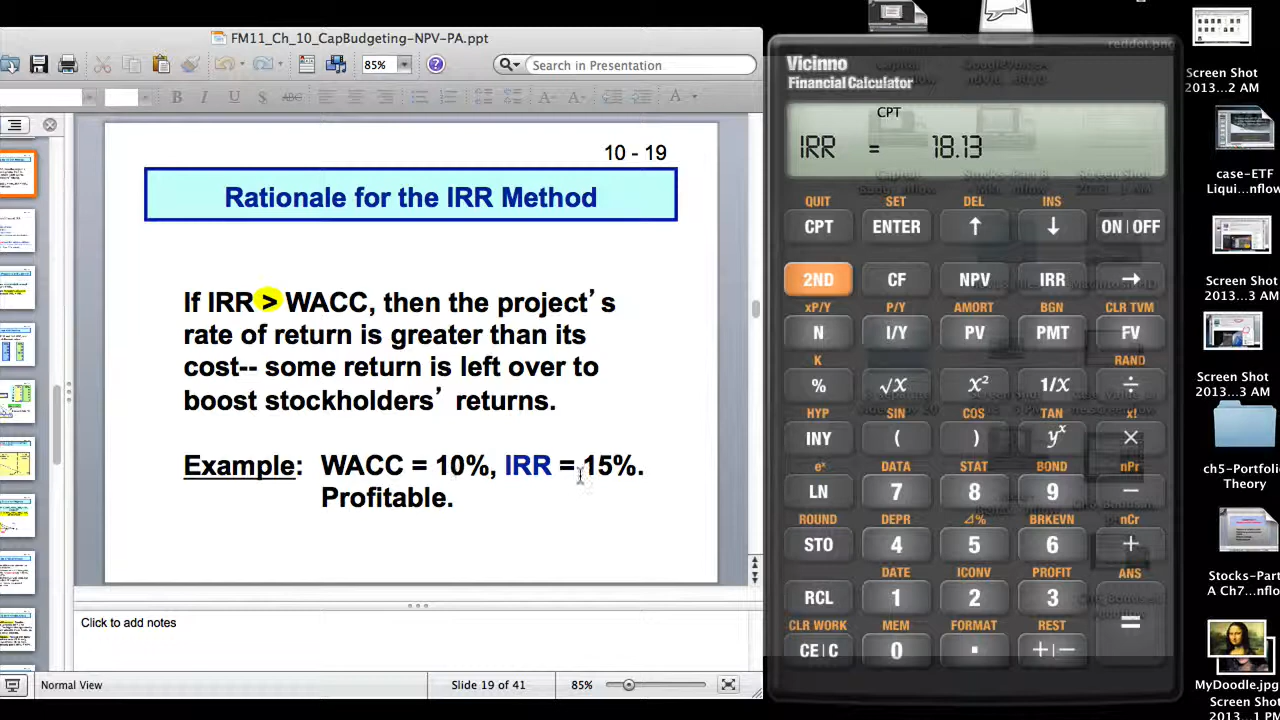 FM11_Ch_10_CapBudgeting-NPV-PA.ppt
85%
Search in Presentation
B I U S ABC
10 - 19
Rationale for the IRR Method
If IRR > WACC, then the project’s
rate of return is greater than its
cost-- some return is left over to
boost stockholders’ returns.
Example: WACC = 10%, IRR = 15%.
Profitable.
Click to add notes
Normal View
Slide 19 of 41
85%
Vicinno
Financial Calculator
CPT
IRR = 18.13
QUIT SET DEL INS
CPT ENTER ↑ ↓ ON|OFF
2ND CF NPV IRR →
xP/Y P/Y AMORT BGN CLR TVM
N I/Y PV PMT FV
K RAND
% √X X² 1/X ÷
HYP SIN COS TAN x!
INY ( ) yˣ ×
eˣ DATA STAT BOND nPr
LN 7 8 9 −
ROUND DEPR ⊿% BRKEVN nCr
STO 4 5 6 +
DATE ICONV PROFIT ANS
RCL 1 2 3 =
CLR WORK MEM FORMAT REST
CE|C 0 . +|−
reddot.png
Screen Shot
2013...2 AM
case-ETF
Liqui...nflow
Screen Shot
2013...3 AM
Screen Shot
2013...3 AM
ch5-Portfolio
Theory
Stocks-Part
A Ch7...nflow
MyDoodle.jpg
Screen Shot
2013...1 PM